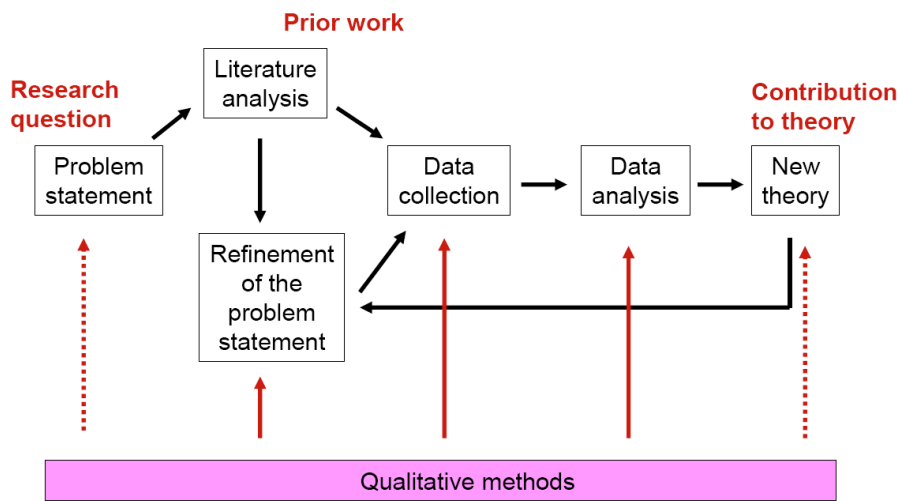 Prior work
Literature
analysis
Research
question
Problem
statement
Contribution
to theory
Data
collection
Data
analysis
New
theory
Refinement
of the
problem
statement
Qualitative methods